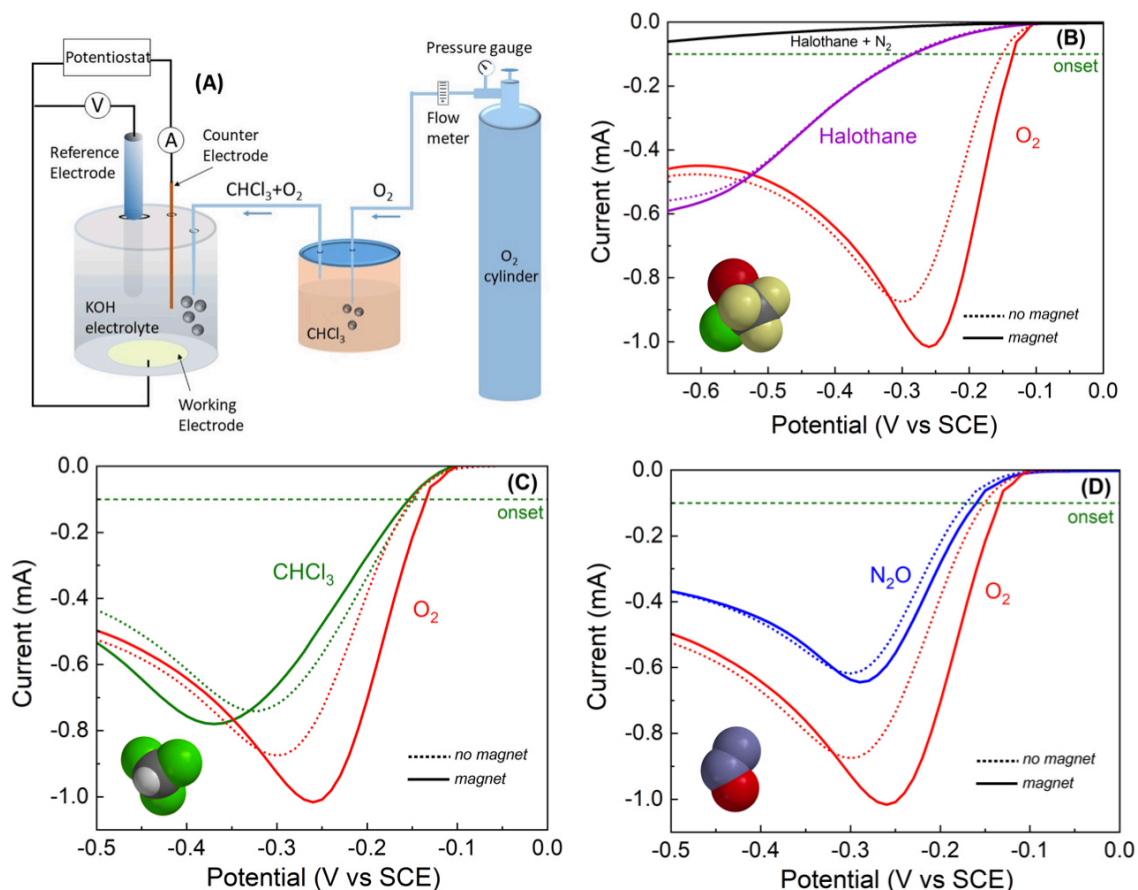 (A)
Potentiostat
V
A
Reference
Electrode
Counter
Electrode
KOH
electrolyte
Working
Electrode
CHCl₃+O₂
CHCl₃
O₂
Flow
meter
Pressure gauge
O₂
cylinder
(B)
Halothane + N₂
onset
Halothane
O₂
no magnet
magnet
Current (mA)
0.0
-0.2
-0.4
-0.6
-0.8
-1.0
-0.6
-0.5
-0.4
-0.3
-0.2
-0.1
0.0
Potential (V vs SCE)
(C)
onset
CHCl₃
O₂
no magnet
magnet
Current (mA)
0.0
-0.2
-0.4
-0.6
-0.8
-1.0
-0.5
-0.4
-0.3
-0.2
-0.1
0.0
Potential (V vs SCE)
(D)
onset
N₂O
O₂
no magnet
magnet
Current (mA)
0.0
-0.2
-0.4
-0.6
-0.8
-1.0
-0.5
-0.4
-0.3
-0.2
-0.1
0.0
Potential (V vs SCE)